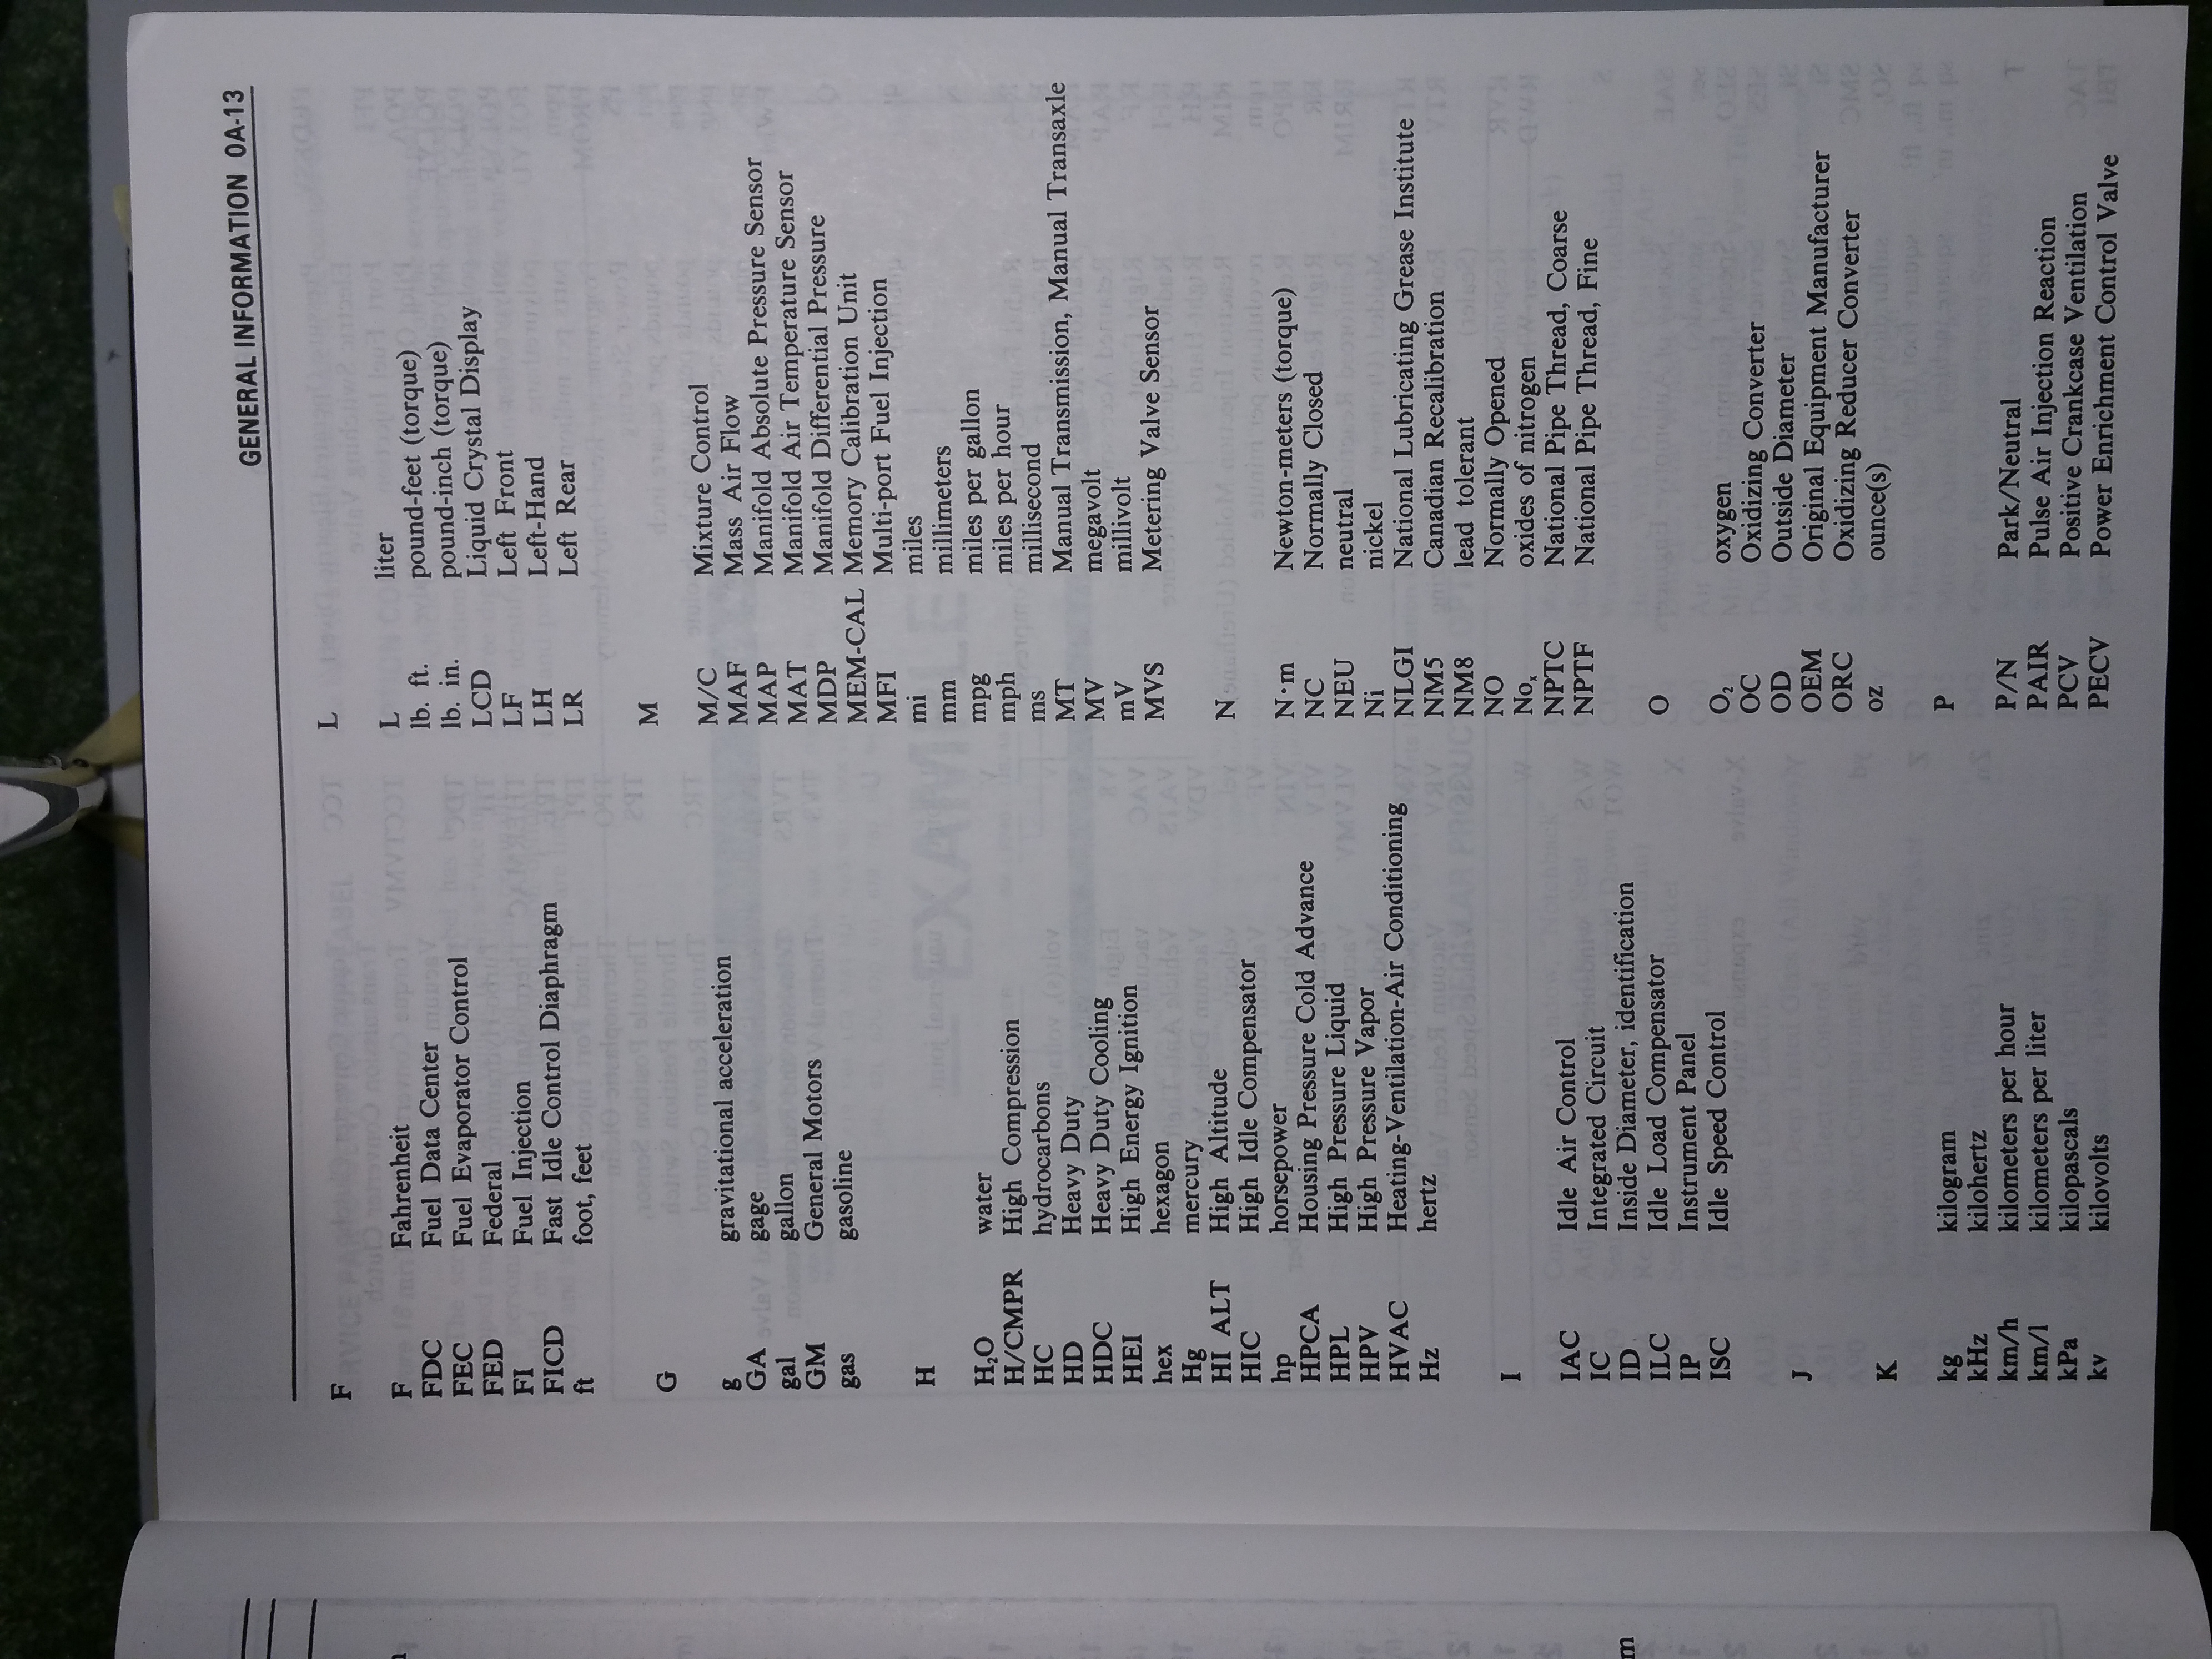 GENERAL INFORMATION 0A-13
F
F Fahrenheit
FDC Fuel Data Center
FEC Fuel Evaporator Control
FED Federal
FI Fuel Injection
FICD Fast Idle Control Diaphragm
ft foot, feet
G
g gravitational acceleration
GA gage
gal gallon
GM General Motors
gas gasoline
H
H₂O water
H/CMPR High Compression
HC hydrocarbons
HD Heavy Duty
HDC Heavy Duty Cooling
HEI High Energy Ignition
hex hexagon
Hg mercury
HI ALT High Altitude
HIC High Idle Compensator
hp horsepower
HPCA Housing Pressure Cold Advance
HPL High Pressure Liquid
HPV High Pressure Vapor
HVAC Heating-Ventilation-Air Conditioning
Hz hertz
I
IAC Idle Air Control
IC Integrated Circuit
ID Inside Diameter, identification
ILC Idle Load Compensator
IP Instrument Panel
ISC Idle Speed Control
J
K
kg kilogram
kHz kilohertz
km/h kilometers per hour
km/l kilometers per liter
kPa kilopascals
kv kilovolts
L
L liter
lb. ft. pound-feet (torque)
lb. in. pound-inch (torque)
LCD Liquid Crystal Display
LF Left Front
LH Left-Hand
LR Left Rear
M
M/C Mixture Control
MAF Mass Air Flow
MAP Manifold Absolute Pressure Sensor
MAT Manifold Air Temperature Sensor
MDP Manifold Differential Pressure
MEM-CAL Memory Calibration Unit
MFI Multi-port Fuel Injection
mi miles
mm millimeters
mpg miles per gallon
mph miles per hour
ms millisecond
MT Manual Transmission, Manual Transaxle
MV megavolt
mV millivolt
MVS Metering Valve Sensor
N
N·m Newton-meters (torque)
NC Normally Closed
NEU neutral
Ni nickel
NLGI National Lubricating Grease Institute
NM5 Canadian Recalibration
NM8 lead tolerant
NO Normally Opened
Noₓ oxides of nitrogen
NPTC National Pipe Thread, Coarse
NPTF National Pipe Thread, Fine
O
O₂ oxygen
OC Oxidizing Converter
OD Outside Diameter
OEM Original Equipment Manufacturer
ORC Oxidizing Reducer Converter
oz ounce(s)
P
P/N Park/Neutral
PAIR Pulse Air Injection Reaction
PCV Positive Crankcase Ventilation
PECV Power Enrichment Control Valve